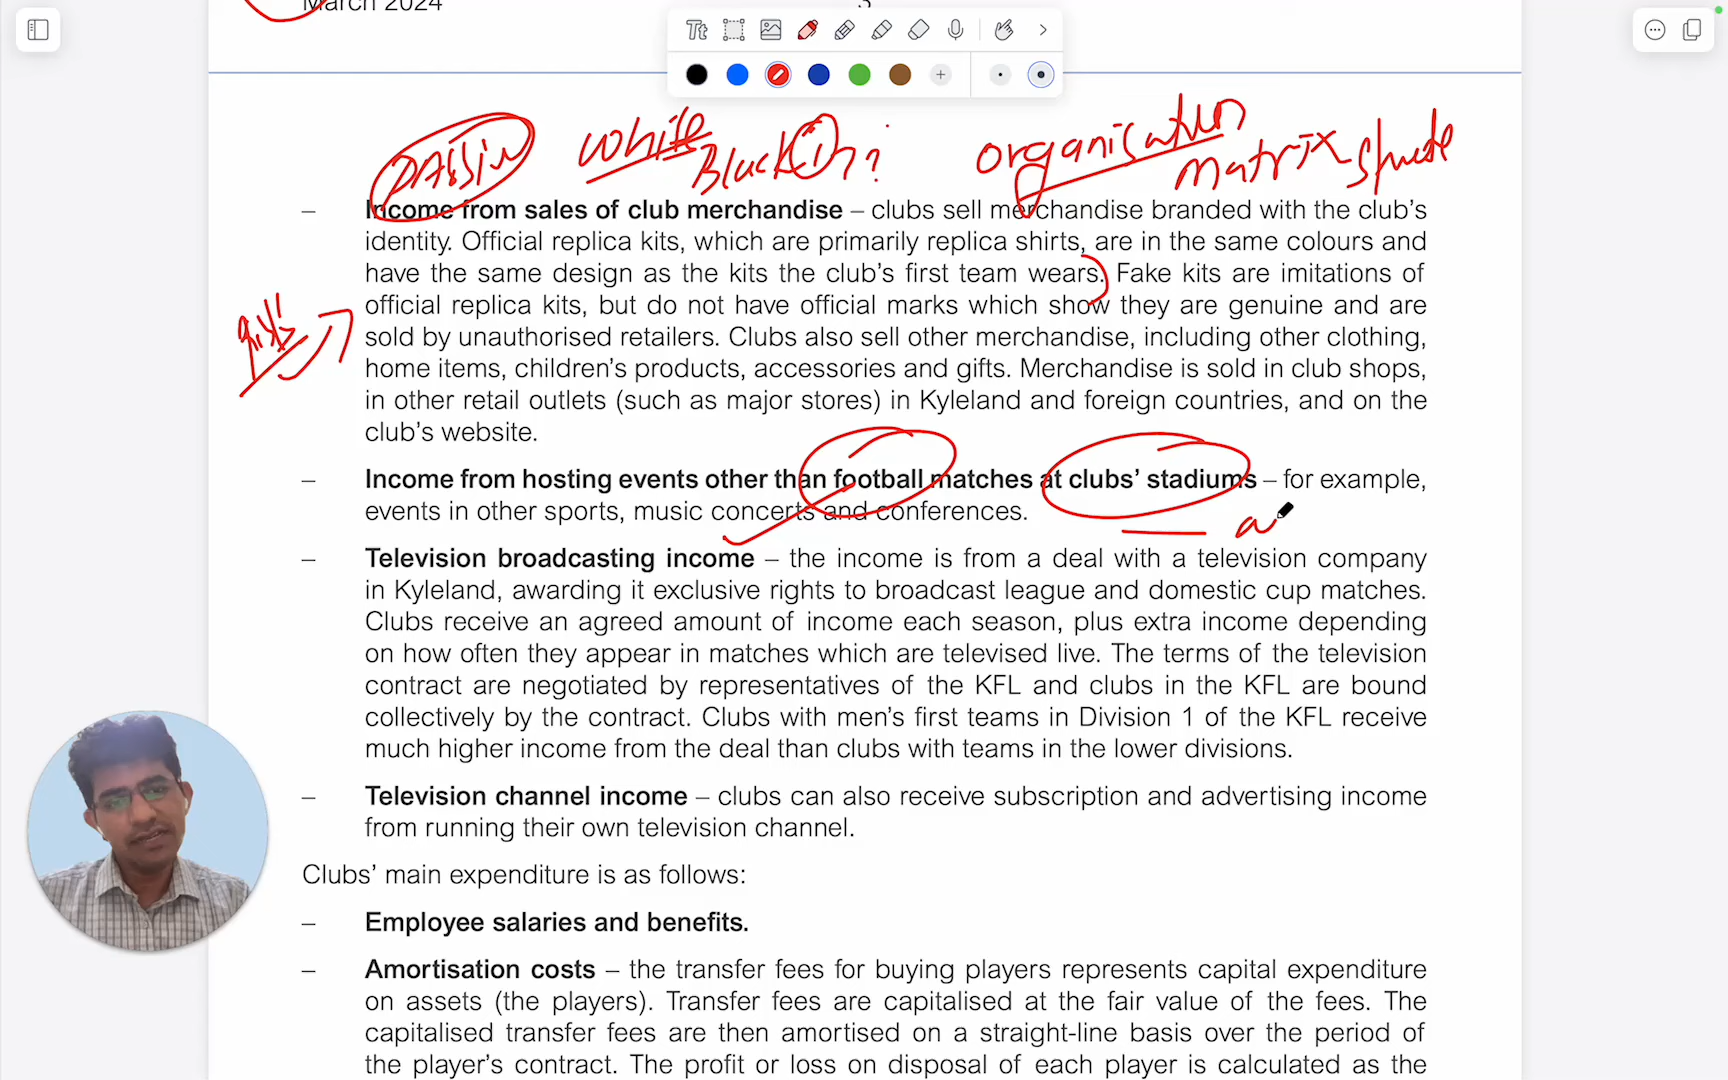 March 2024
Tt
white
Black in ?
organisation
matrix
Income from sales of club merchandise – clubs sell merchandise branded with the club's
identity. Official replica kits, which are primarily replica shirts, are in the same colours and
have the same design as the kits the club's first team wears. Fake kits are imitations of
official replica kits, but do not have official marks which show they are genuine and are
sold by unauthorised retailers. Clubs also sell other merchandise, including other clothing,
home items, children's products, accessories and gifts. Merchandise is sold in club shops,
in other retail outlets (such as major stores) in Kyleland and foreign countries, and on the
club's website.
– Income from hosting events other than football matches at clubs' stadiums – for example,
events in other sports, music concerts and conferences.
a
– Television broadcasting income – the income is from a deal with a television company
in Kyleland, awarding it exclusive rights to broadcast league and domestic cup matches.
Clubs receive an agreed amount of income each season, plus extra income depending
on how often they appear in matches which are televised live. The terms of the television
contract are negotiated by representatives of the KFL and clubs in the KFL are bound
collectively by the contract. Clubs with men's first teams in Division 1 of the KFL receive
much higher income from the deal than clubs with teams in the lower divisions.
– Television channel income – clubs can also receive subscription and advertising income
from running their own television channel.
Clubs' main expenditure is as follows:
– Employee salaries and benefits.
– Amortisation costs – the transfer fees for buying players represents capital expenditure
on assets (the players). Transfer fees are capitalised at the fair value of the fees. The
capitalised transfer fees are then amortised on a straight-line basis over the period of
the player's contract. The profit or loss on disposal of each player is calculated as the